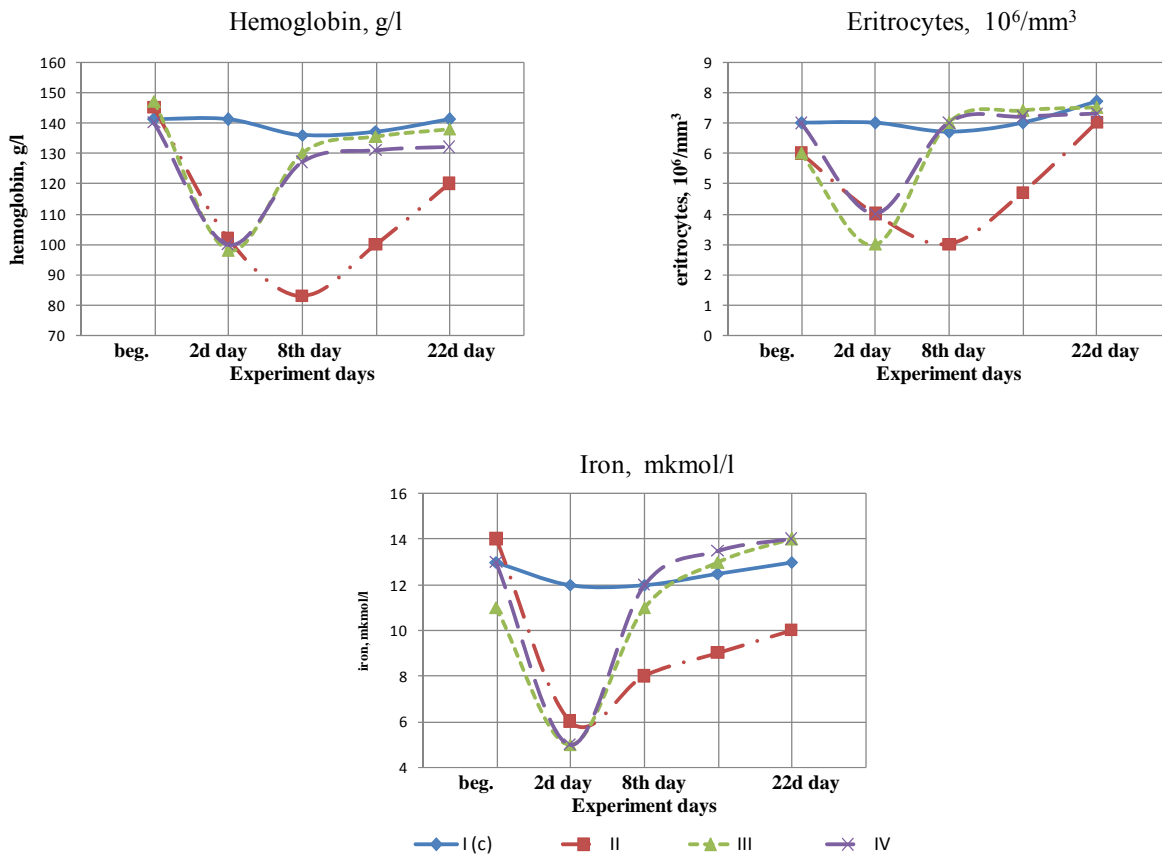 Hemoglobin, g/l
hemoglobin, g/l
160
150
140
130
120
110
100
90
80
70
beg. 2d day 8th day 22d day
Experiment days
Eritrocytes, 10⁶/mm³
eritrocytes, 10⁶/mm³
9
8
7
6
5
4
3
2
1
0
beg. 2d day 8th day 22d day
Experiment days
Iron, mkmol/l
iron, mkmol/l
16
14
12
10
8
6
4
beg. 2d day 8th day 22d day
Experiment days
I (c) II III IV